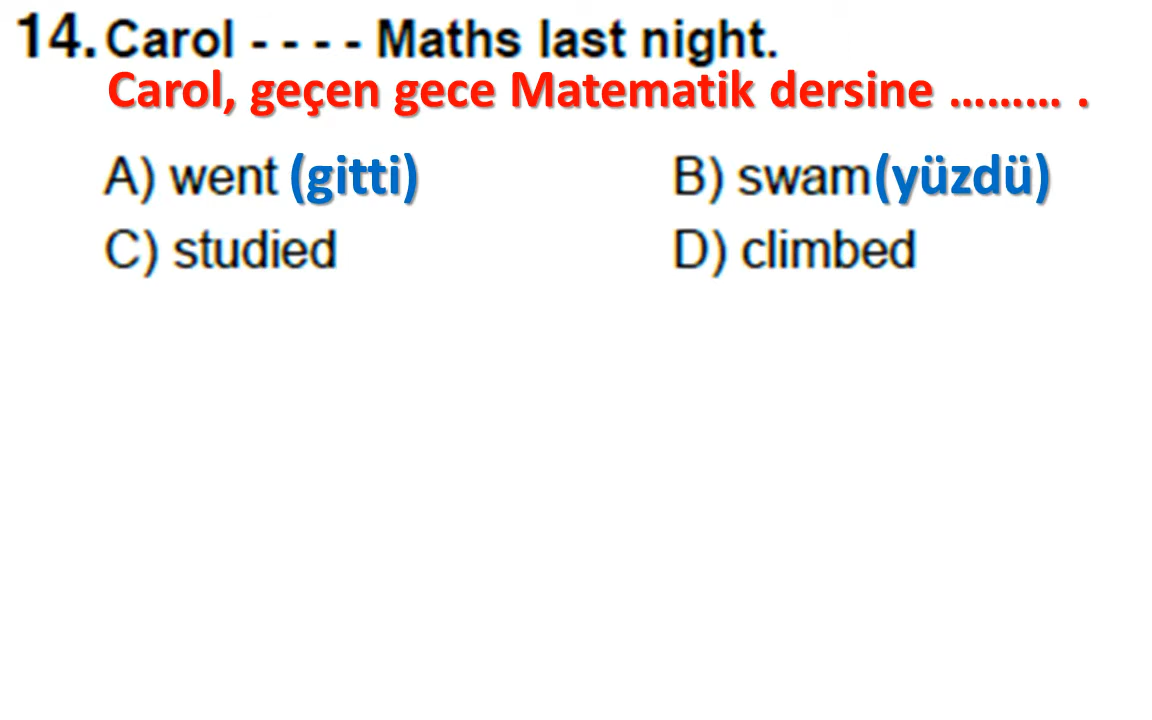 14. Carol - - - - Maths last night.
Carol, geçen gece Matematik dersine ……… .
A) went (gitti) B) swam(yüzdü)
C) studied D) climbed